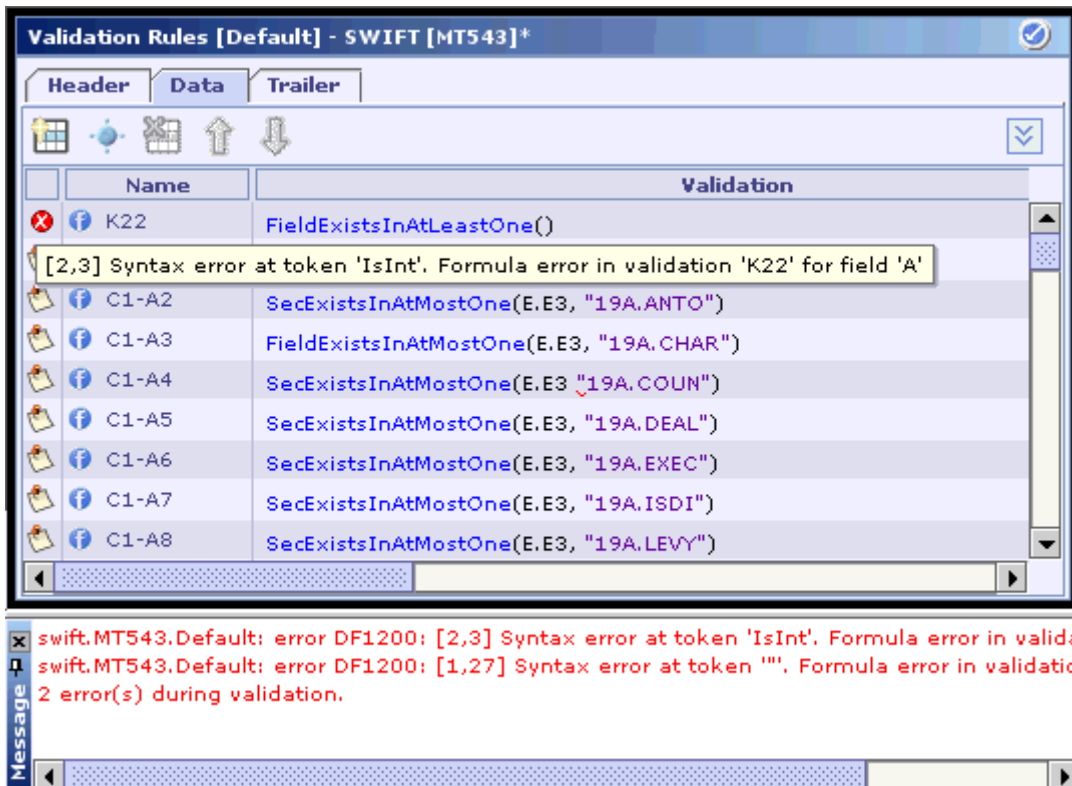 Validation Rules [Default] - SWIFT [MT543]*
Header Data Trailer
Name Validation
K22 FieldExistsInAtLeastOne()
[2,3] Syntax error at token 'IsInt'. Formula error in validation 'K22' for field 'A'
C1-A2 SecExistsInAtMostOne(E.E3, "19A.ANTO")
C1-A3 FieldExistsInAtMostOne(E.E3, "19A.CHAR")
C1-A4 SecExistsInAtMostOne(E.E3 "19A.COUN")
C1-A5 SecExistsInAtMostOne(E.E3, "19A.DEAL")
C1-A6 SecExistsInAtMostOne(E.E3, "19A.EXEC")
C1-A7 SecExistsInAtMostOne(E.E3, "19A.ISDI")
C1-A8 SecExistsInAtMostOne(E.E3, "19A.LEVY")
swift.MT543.Default: error DF1200: [2,3] Syntax error at token 'IsInt'. Formula error in valida
swift.MT543.Default: error DF1200: [1,27] Syntax error at token '"'. Formula error in validatio
2 error(s) during validation.
Message